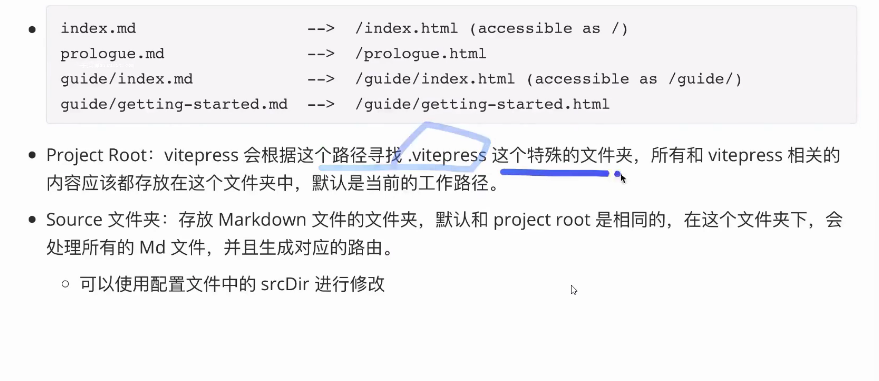 index.md --> /index.html (accessible as /)
prologue.md --> /prologue.html
guide/index.md --> /guide/index.html (accessible as /guide/)
guide/getting-started.md --> /guide/getting-started.html
Project Root：vitepress 会根据这个路径寻找 .vitepress 这个特殊的文件夹，所有和 vitepress 相关的
内容应该都存放在这个文件夹中，默认是当前的工作路径。
Source 文件夹：存放 Markdown 文件的文件夹，默认和 project root 是相同的，在这个文件夹下，会
处理所有的 Md 文件，并且生成对应的路由。
可以使用配置文件中的 srcDir 进行修改